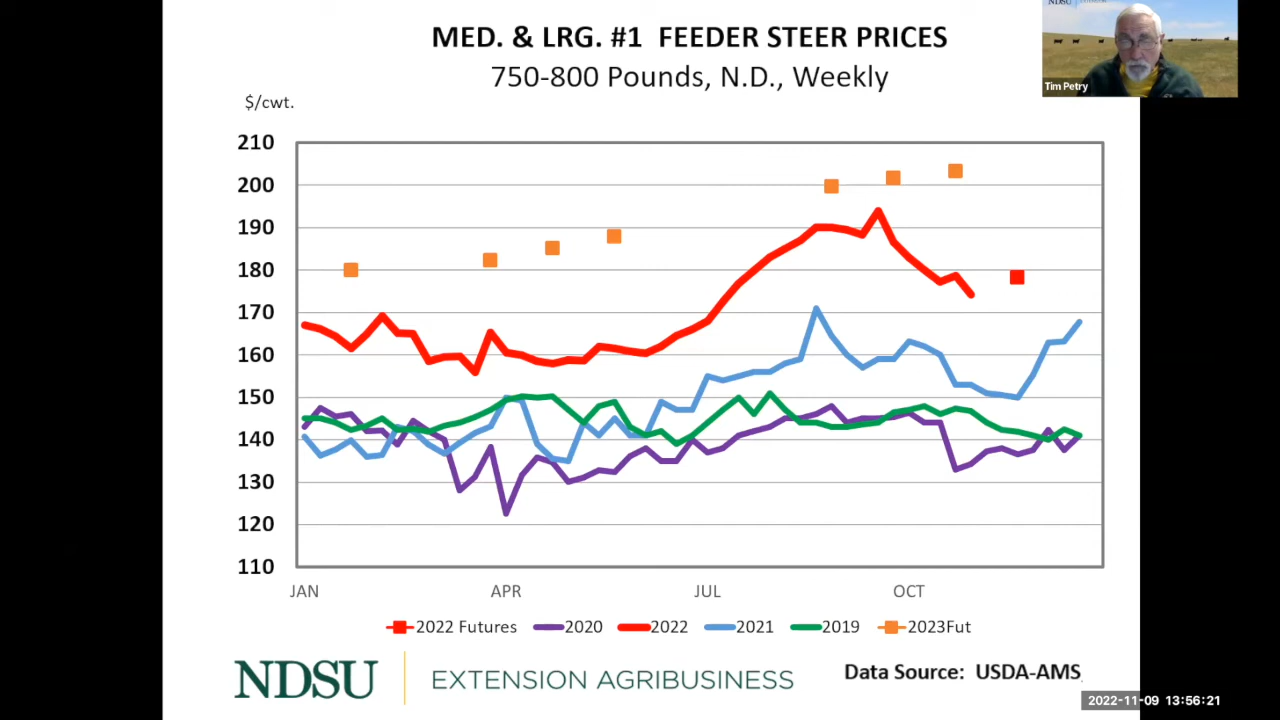 MED. & LRG. #1 FEEDER STEER PRICES
750-800 Pounds, N.D., Weekly
NDSU
Tim Petry
$/cwt.
210
200
190
180
170
160
150
140
130
120
110
JAN APR JUL OCT
2022 Futures 2020 2022 2021 2019 2023Fut
NDSU EXTENSION AGRIBUSINESS
Data Source: USDA-AMS
2022-11-09 13:56:21